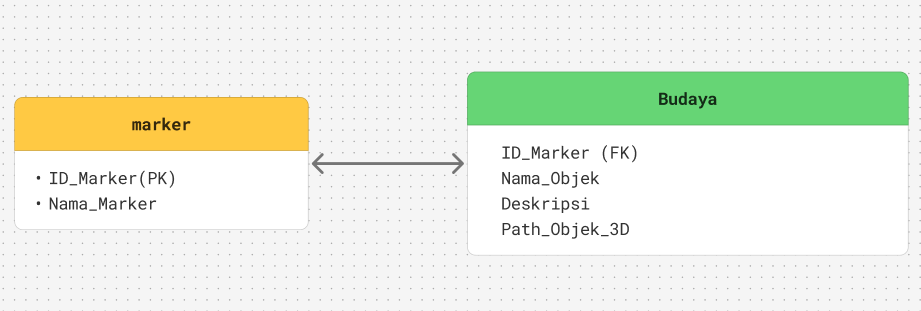 marker
• ID_Marker(PK)
• Nama_Marker
Budaya
ID_Marker (FK)
Nama_Objek
Deskripsi
Path_Objek_3D